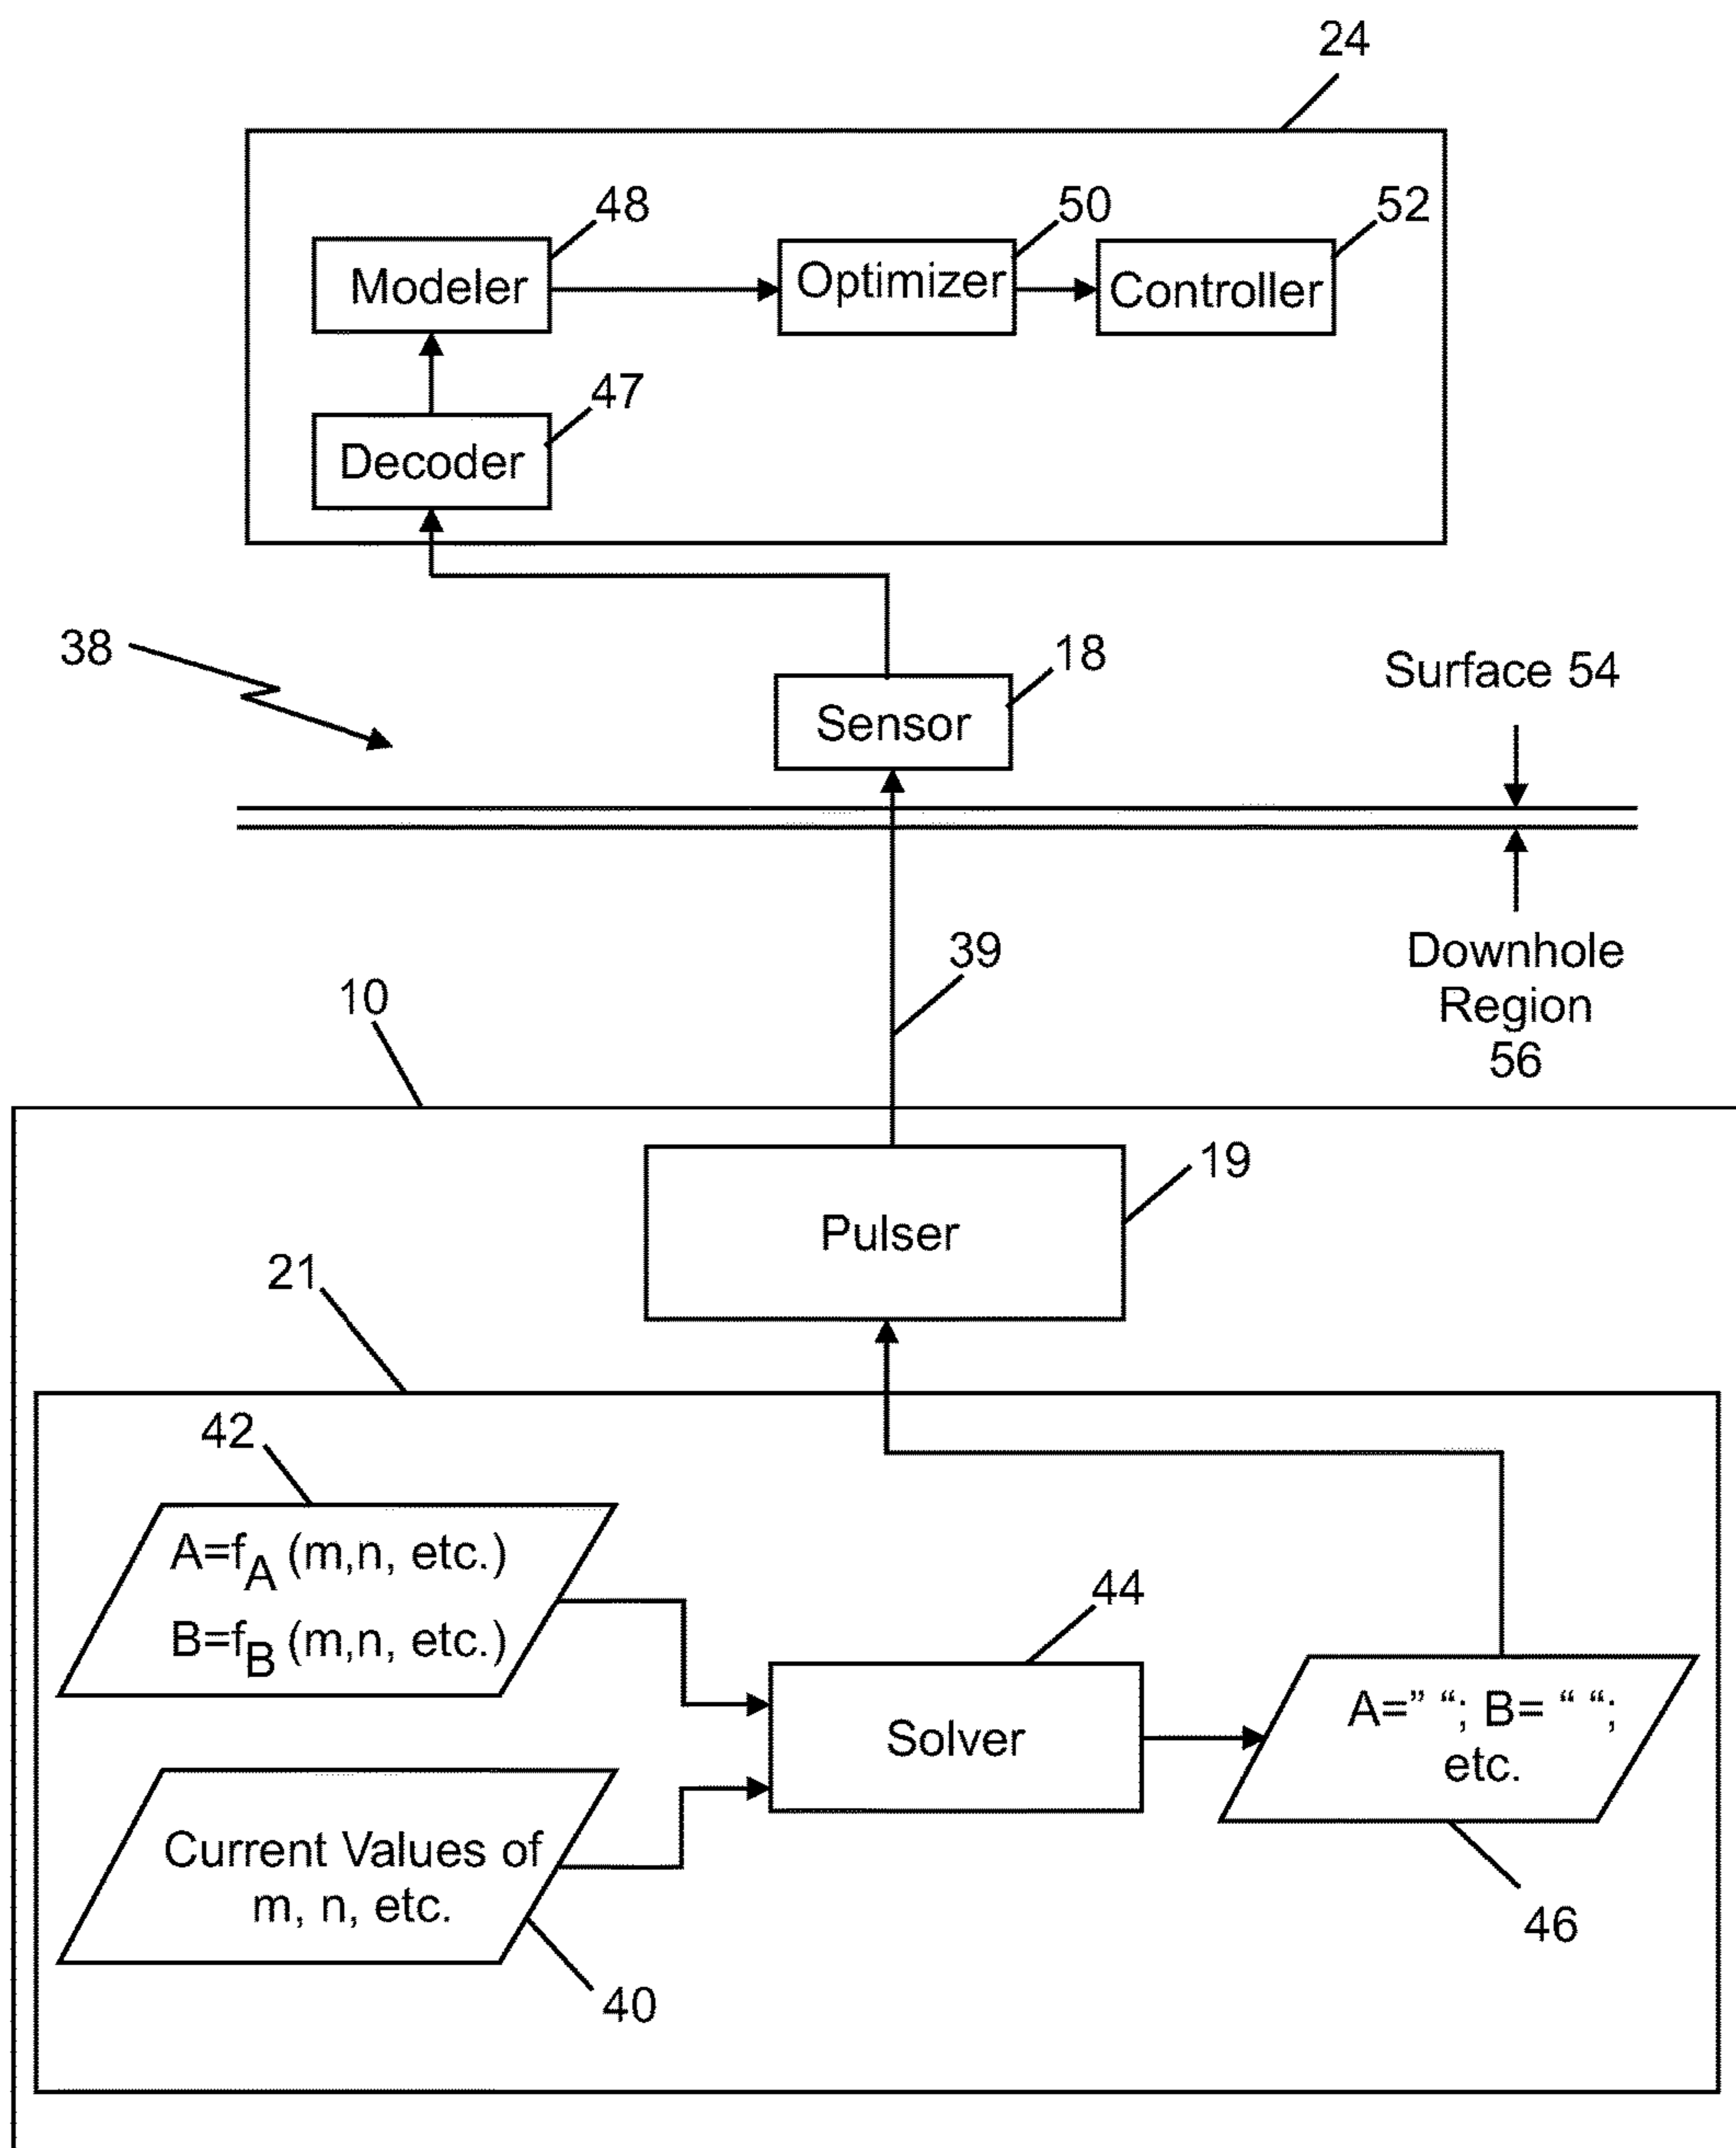 24
48
50
52
Modeler
Optimizer
Controller
47
Decoder
38
18
Surface 54
Sensor
39
Downhole
Region
56
10
19
Pulser
21
42
A=fA (m,n, etc.)
B=fB (m,n, etc.)
44
Solver
A=” “; B= “ “;
etc.
Current Values of
m, n, etc.
46
40